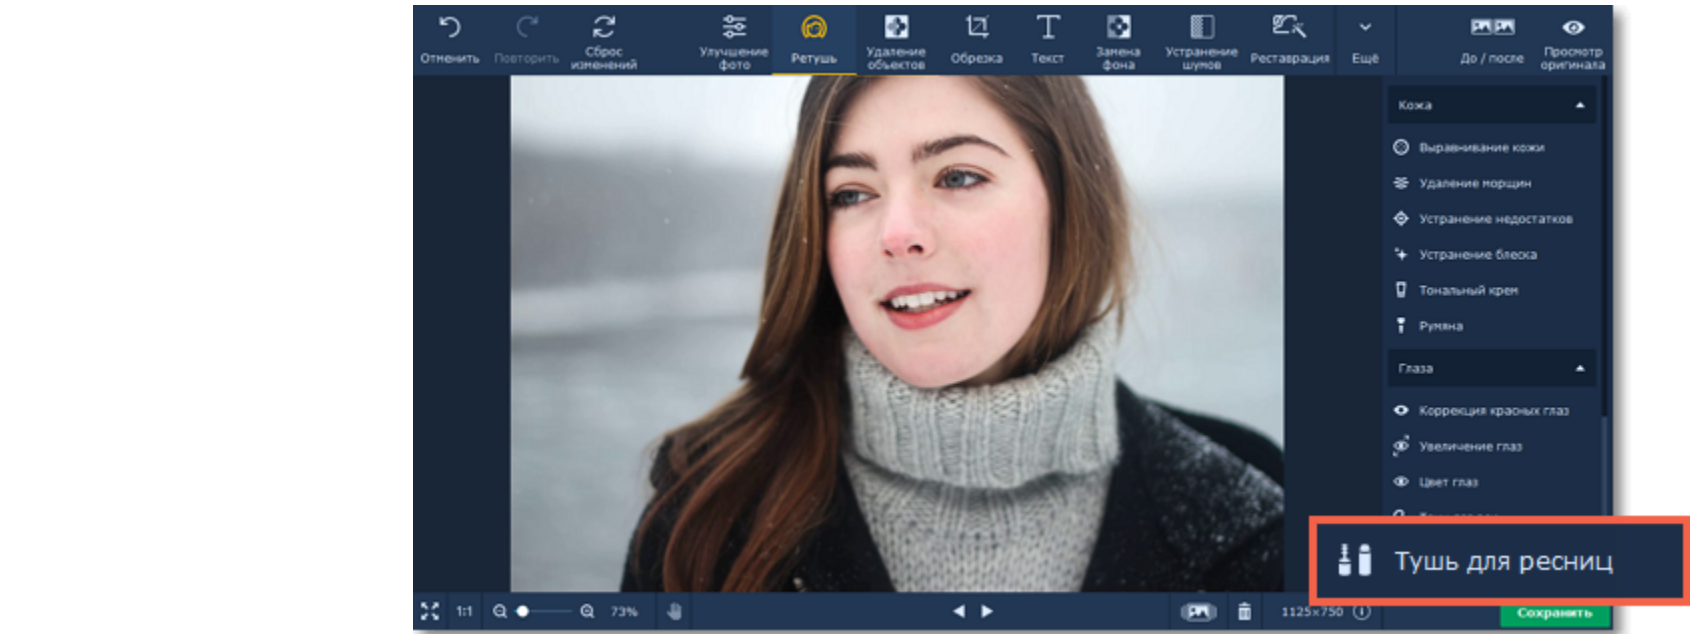 Отменить
Повторить
Сброс
изменений
Улучшение
фото
Ретушь
Удаление
объектов
Обрезка
Текст
Замена
фона
Устранение
шумов
Реставрация
Ещё
До / после
Просмотр
оригинала
Кожа
Выравнивание кожи
Удаление морщин
Устранение недостатков
Устранение блеска
Тональный крем
Румяна
Глаза
Коррекция красных глаз
Увеличение глаз
Цвет глаз
Тушь для ресниц
1:1
73%
1125×750
Сохранить